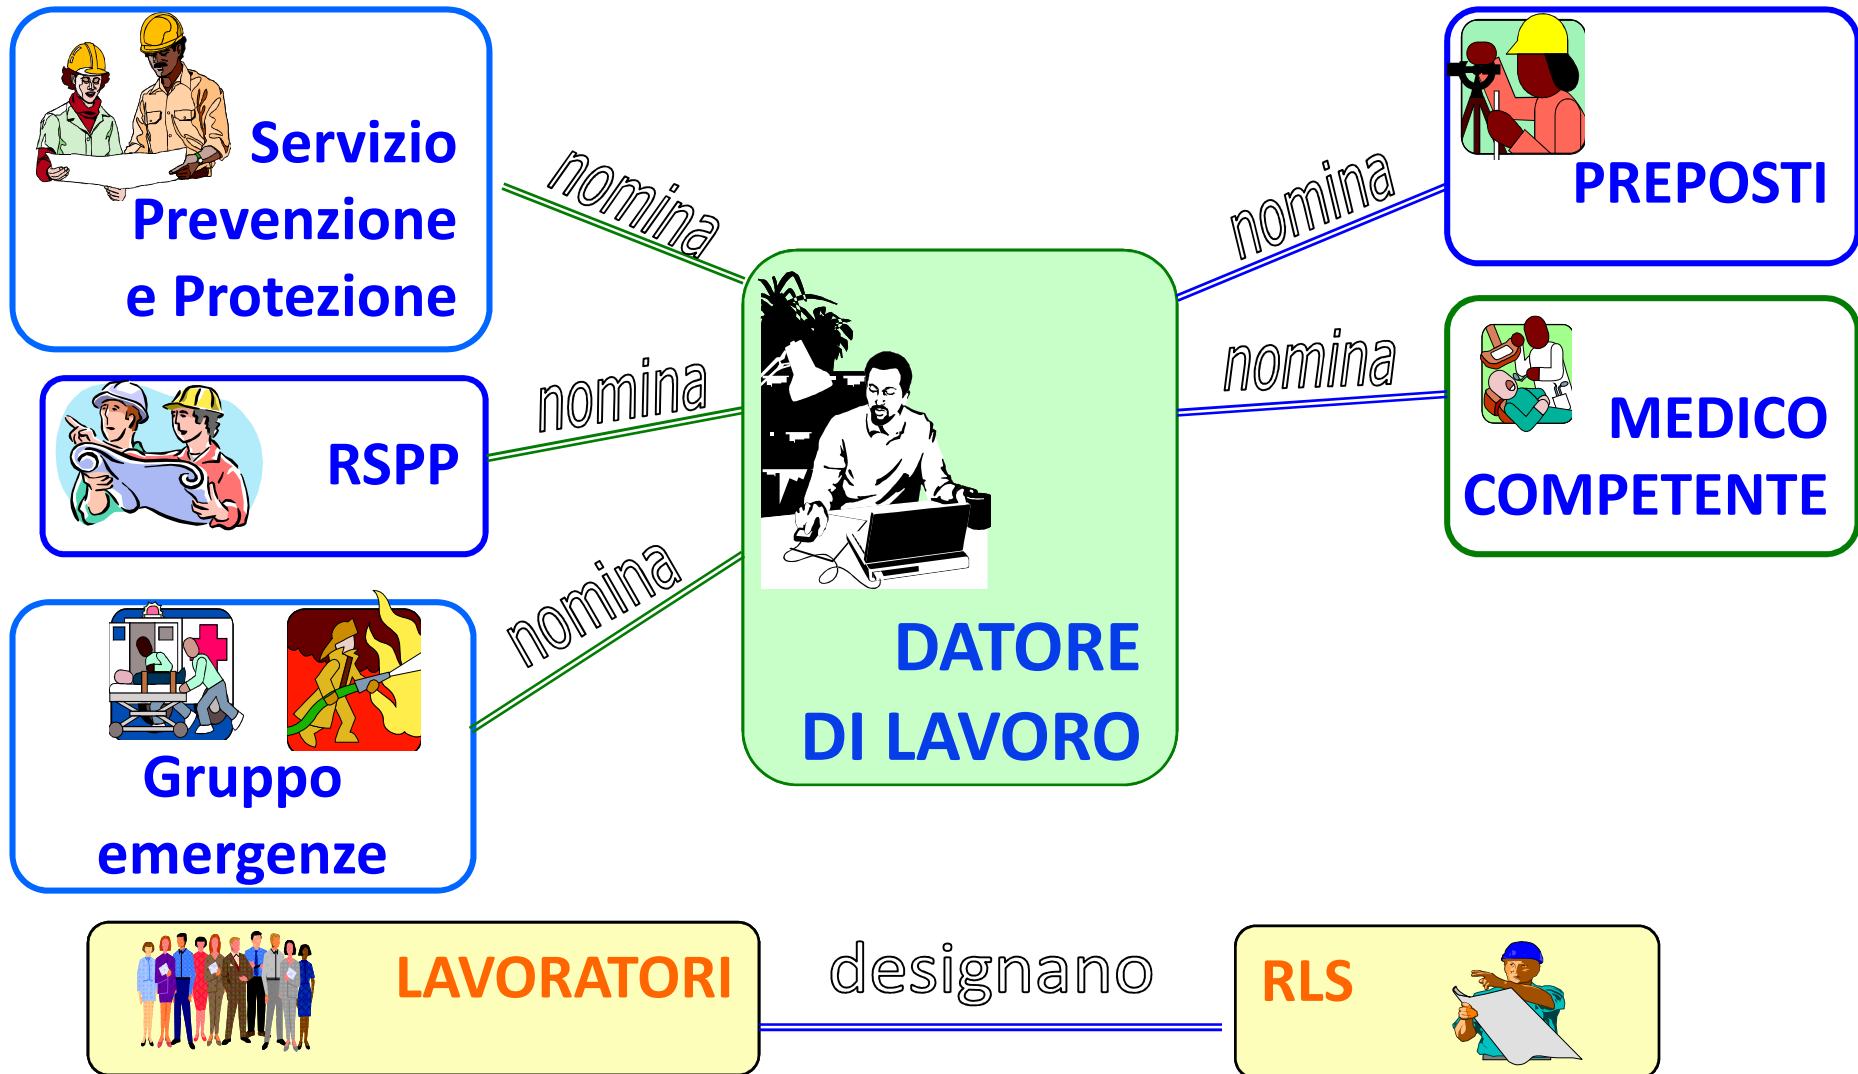 Servizio
Prevenzione
e Protezione
nomina
nomina
PREPOSTI
RSPP
nomina
nomina
MEDICO
COMPETENTE
Gruppo
emergenze
nomina
DATORE
DI LAVORO
LAVORATORI
designano
RLS